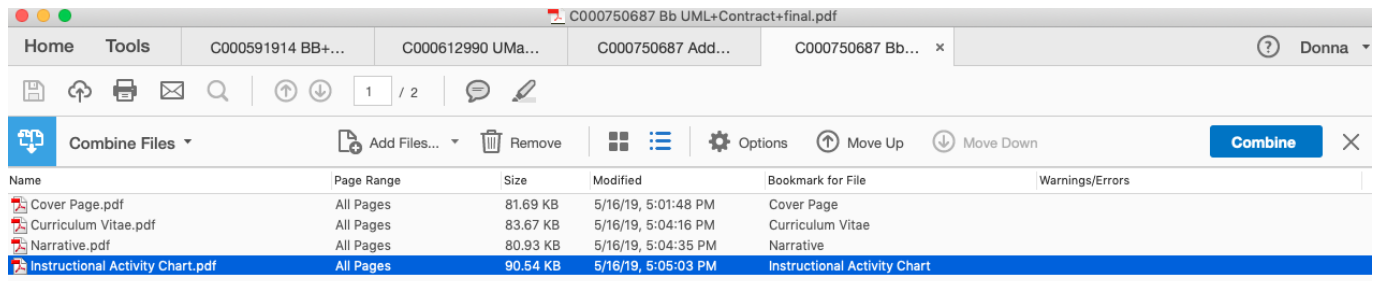 C000750687 Bb UML+Contract+final.pdf
Home Tools C000591914 BB+... C000612990 UMa... C000750687 Add... C000750687 Bb... × ? Donna
1 / 2
Combine Files Add Files... Remove Options Move Up Move Down Combine
Name Page Range Size Modified Bookmark for File Warnings/Errors
Cover Page.pdf All Pages 81.69 KB 5/16/19, 5:01:48 PM Cover Page
Curriculum Vitae.pdf All Pages 83.67 KB 5/16/19, 5:04:16 PM Curriculum Vitae
Narrative.pdf All Pages 80.93 KB 5/16/19, 5:04:35 PM Narrative
Instructional Activity Chart.pdf All Pages 90.54 KB 5/16/19, 5:05:03 PM Instructional Activity Chart